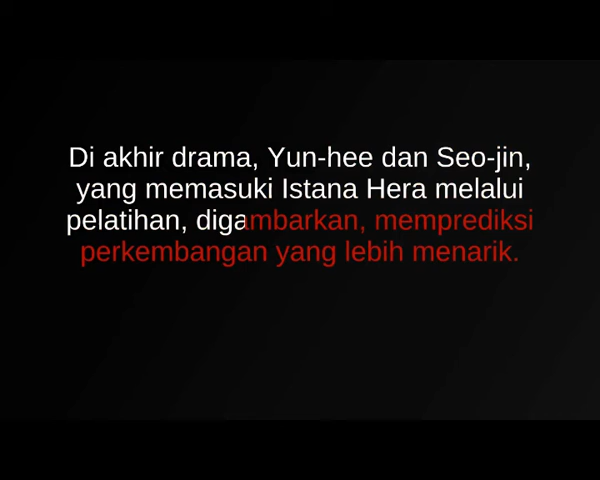 Di akhir drama, Yun-hee dan Seo-jin,
yang memasuki Istana Hera melalui
pelatihan, digambarkan, memprediksi
perkembangan yang lebih menarik.